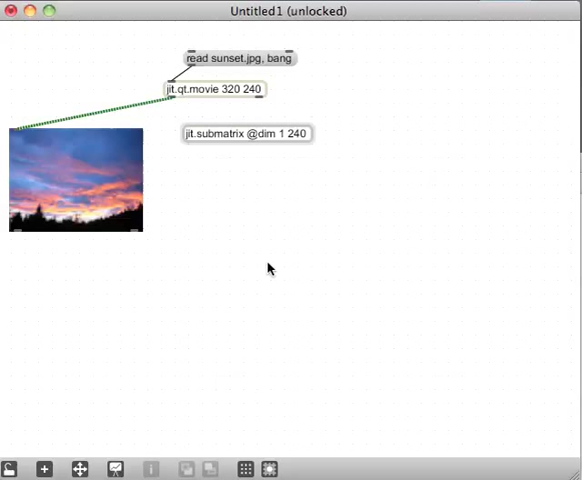 Untitled1 (unlocked)
read sunset.jpg, bang
jit.qt.movie 320 240
jit.submatrix @dim 1 240